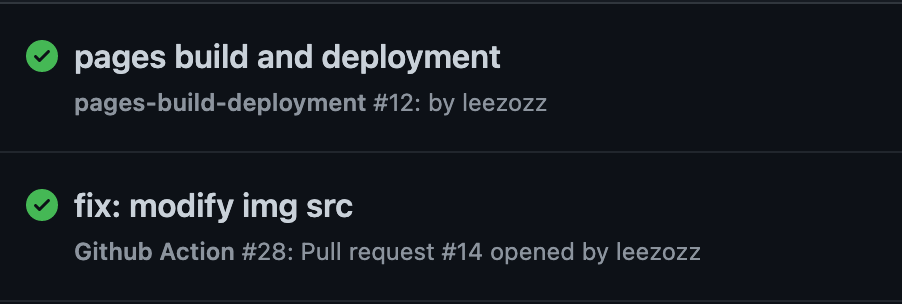 pages build and deployment
pages-build-deployment #12: by leezozz
fix: modify img src
Github Action #28: Pull request #14 opened by leezozz